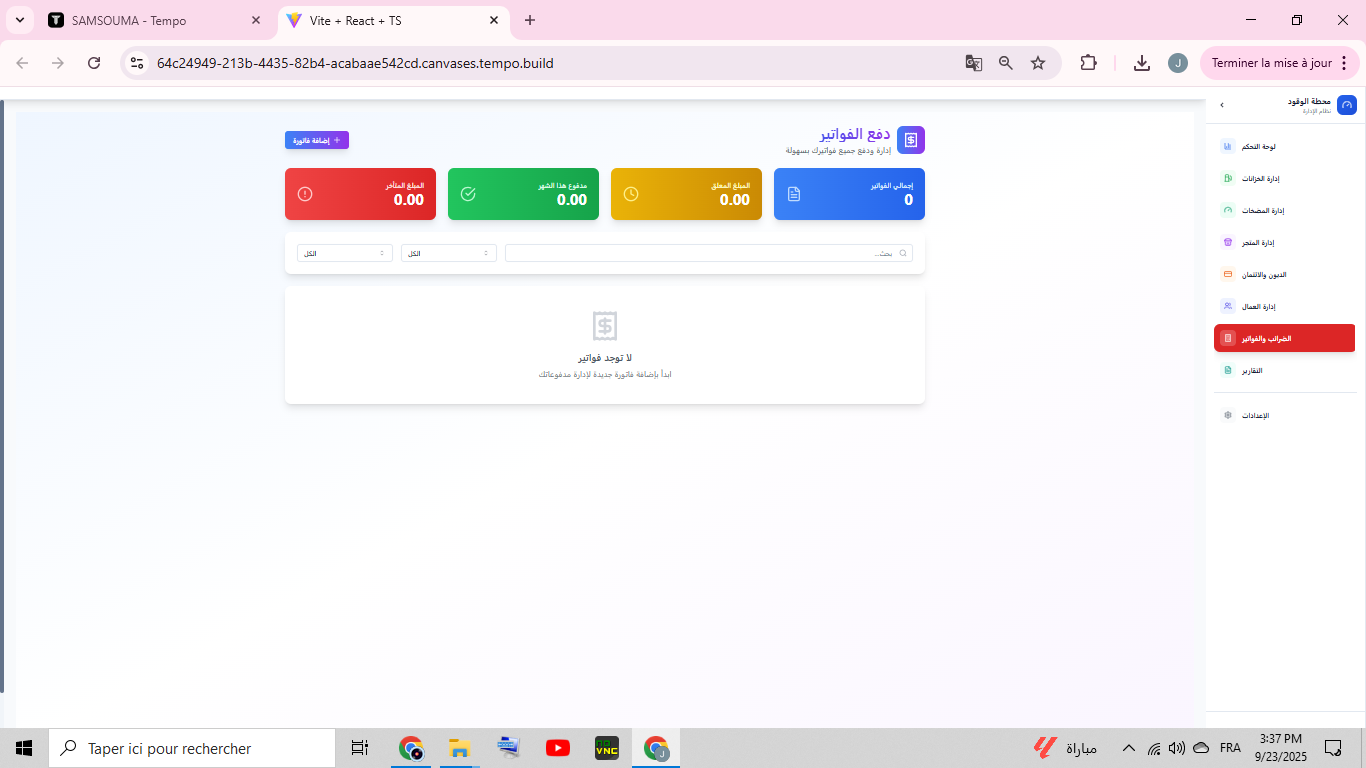 SAMSOUMA - Tempo
Vite + React + TS
64c24949-213b-4435-82b4-acabaae542cd.canvases.tempo.build
J
Terminer la mise à jour
محطة الوقود
نظام الإدارة
لوحة التحكم
إدارة الخزانات
إدارة المضخات
إدارة المتجر
الديون والائتمان
إدارة العمال
الضرائب والفواتير
التقارير
الإعدادات
دفع الفواتير
إدارة ودفع جميع فواتيرك بسهولة
إضافة فاتورة
إجمالي الفواتير
0
المبلغ المعلق
0.00
مدفوع هذا الشهر
0.00
المبلغ المتأخر
0.00
بحث...
الكل
الكل
لا توجد فواتير
ابدأ بإضافة فاتورة جديدة لإدارة مدفوعاتك
Taper ici pour rechercher
VNC
J
مباراة
FRA
3:37 PM
9/23/2025